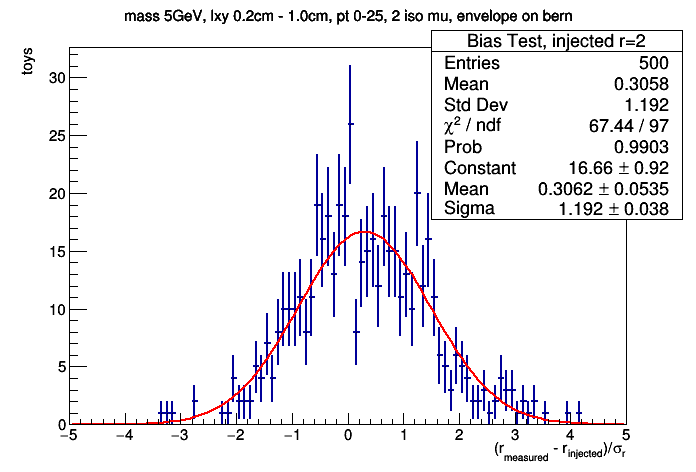 mass 5GeV, lxy 0.2cm - 1.0cm, pt 0-25, 2 iso mu, envelope on bern
toys
Bias Test, injected r=2
Entries 500
Mean 0.3058
Std Dev 1.192
χ² / ndf 67.44 / 97
Prob 0.9903
Constant 16.66 ± 0.92
Mean 0.3062 ± 0.0535
Sigma 1.192 ± 0.038
30
25
20
15
10
5
0
−5 −4 −3 −2 −1 0 1 2 3 4 5
(r_measured - r_injected)/σ_r